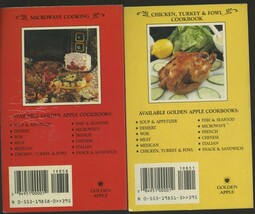 MICROWAVE COOKING
AVAILABLE GOLDEN APPLE COOKBOOKS:
• SOUP & APPETIZER
• DESSERT
• WOK
• MEAT
• MEXICAN
• CHICKEN, TURKEY & FOWL
• FISH & SEAFOOD
• MICROWAVE
• FRENCH
• CHINESE
• ITALIAN
• SNACK & SANDWICH
GOLDEN
APPLE
CHICKEN, TURKEY & FOWL
COOKBOOK
AVAILABLE GOLDEN APPLE COOKBOOKS:
• SOUP & APPETIZER
• DESSERT
• WOK
• MEAT
• MEXICAN
• CHICKEN, TURKEY & FOWL
• FISH & SEAFOOD
• MICROWAVE
• FRENCH
• CHINESE
• ITALIAN
• SNACK & SANDWICH
GOLDEN
APPLE